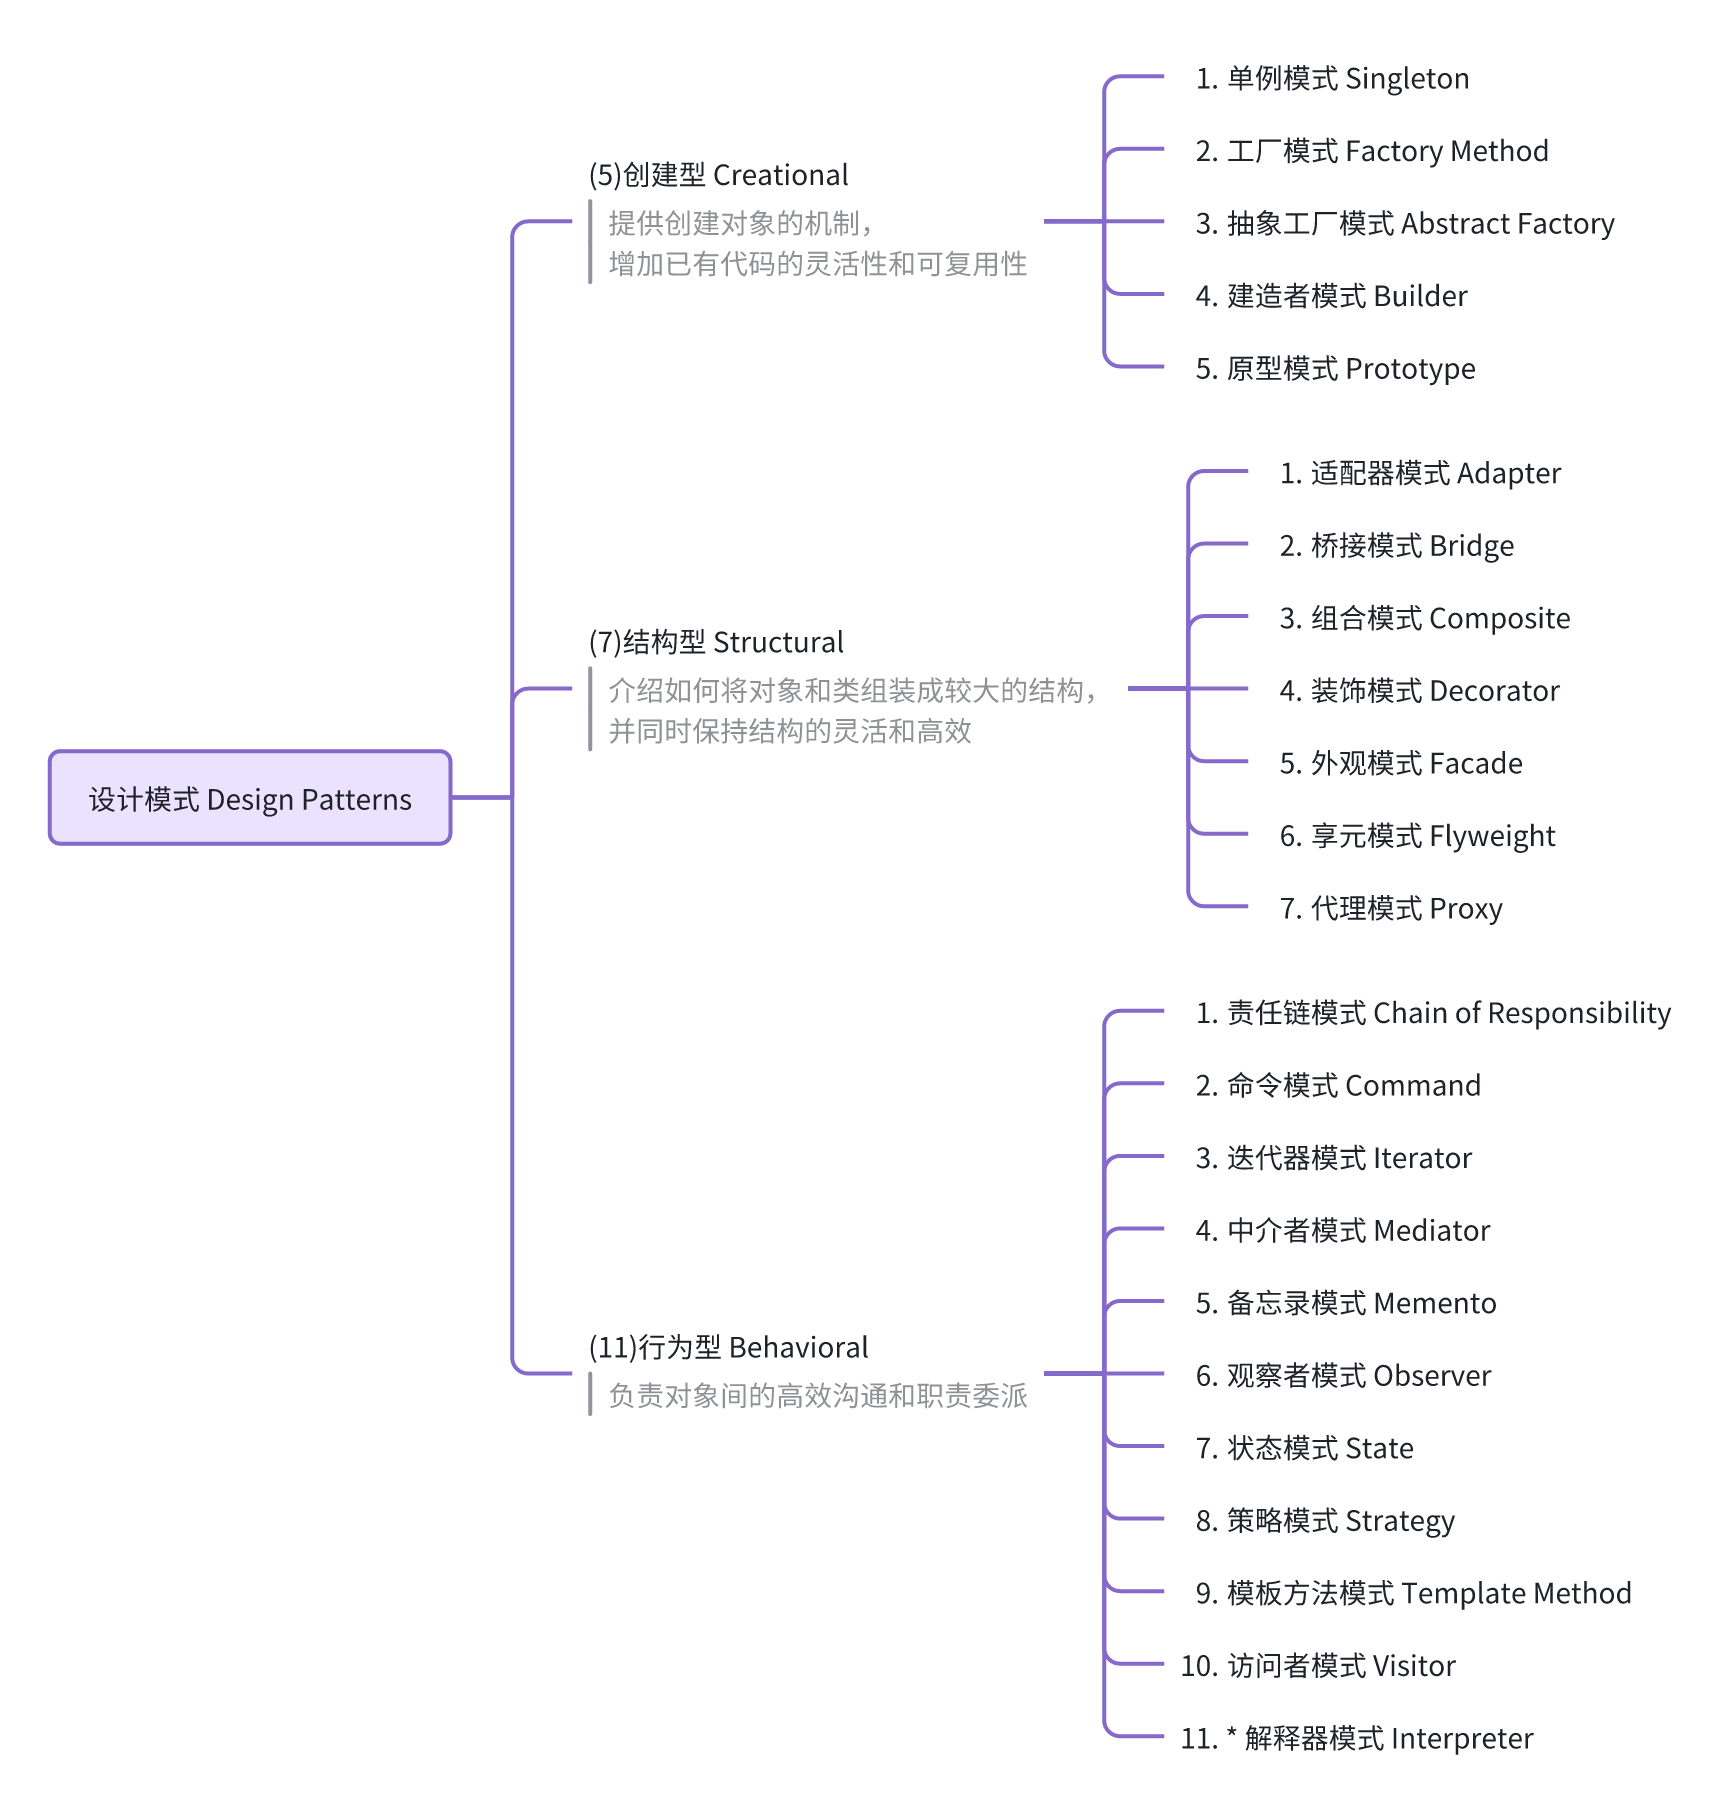 设计模式 Design Patterns
(5)创建型 Creational
提供创建对象的机制，
增加已有代码的灵活性和可复用性
1. 单例模式 Singleton
2. 工厂模式 Factory Method
3. 抽象工厂模式 Abstract Factory
4. 建造者模式 Builder
5. 原型模式 Prototype
(7)结构型 Structural
介绍如何将对象和类组装成较大的结构，
并同时保持结构的灵活和高效
1. 适配器模式 Adapter
2. 桥接模式 Bridge
3. 组合模式 Composite
4. 装饰模式 Decorator
5. 外观模式 Facade
6. 享元模式 Flyweight
7. 代理模式 Proxy
(11)行为型 Behavioral
负责对象间的高效沟通和职责委派
1. 责任链模式 Chain of Responsibility
2. 命令模式 Command
3. 迭代器模式 Iterator
4. 中介者模式 Mediator
5. 备忘录模式 Memento
6. 观察者模式 Observer
7. 状态模式 State
8. 策略模式 Strategy
9. 模板方法模式 Template Method
10. 访问者模式 Visitor
11. * 解释器模式 Interpreter